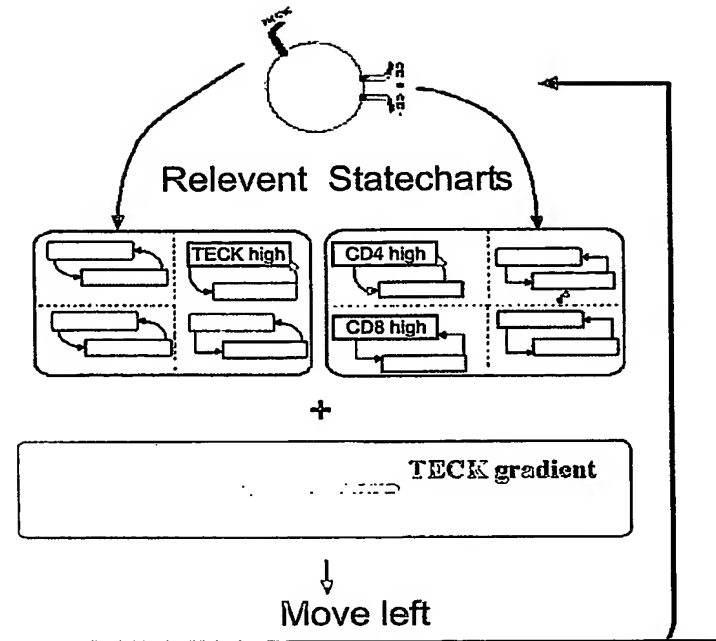 Relevent Statecharts
TECK high
CD4 high
CD8 high
+
TECK gradient
Move left